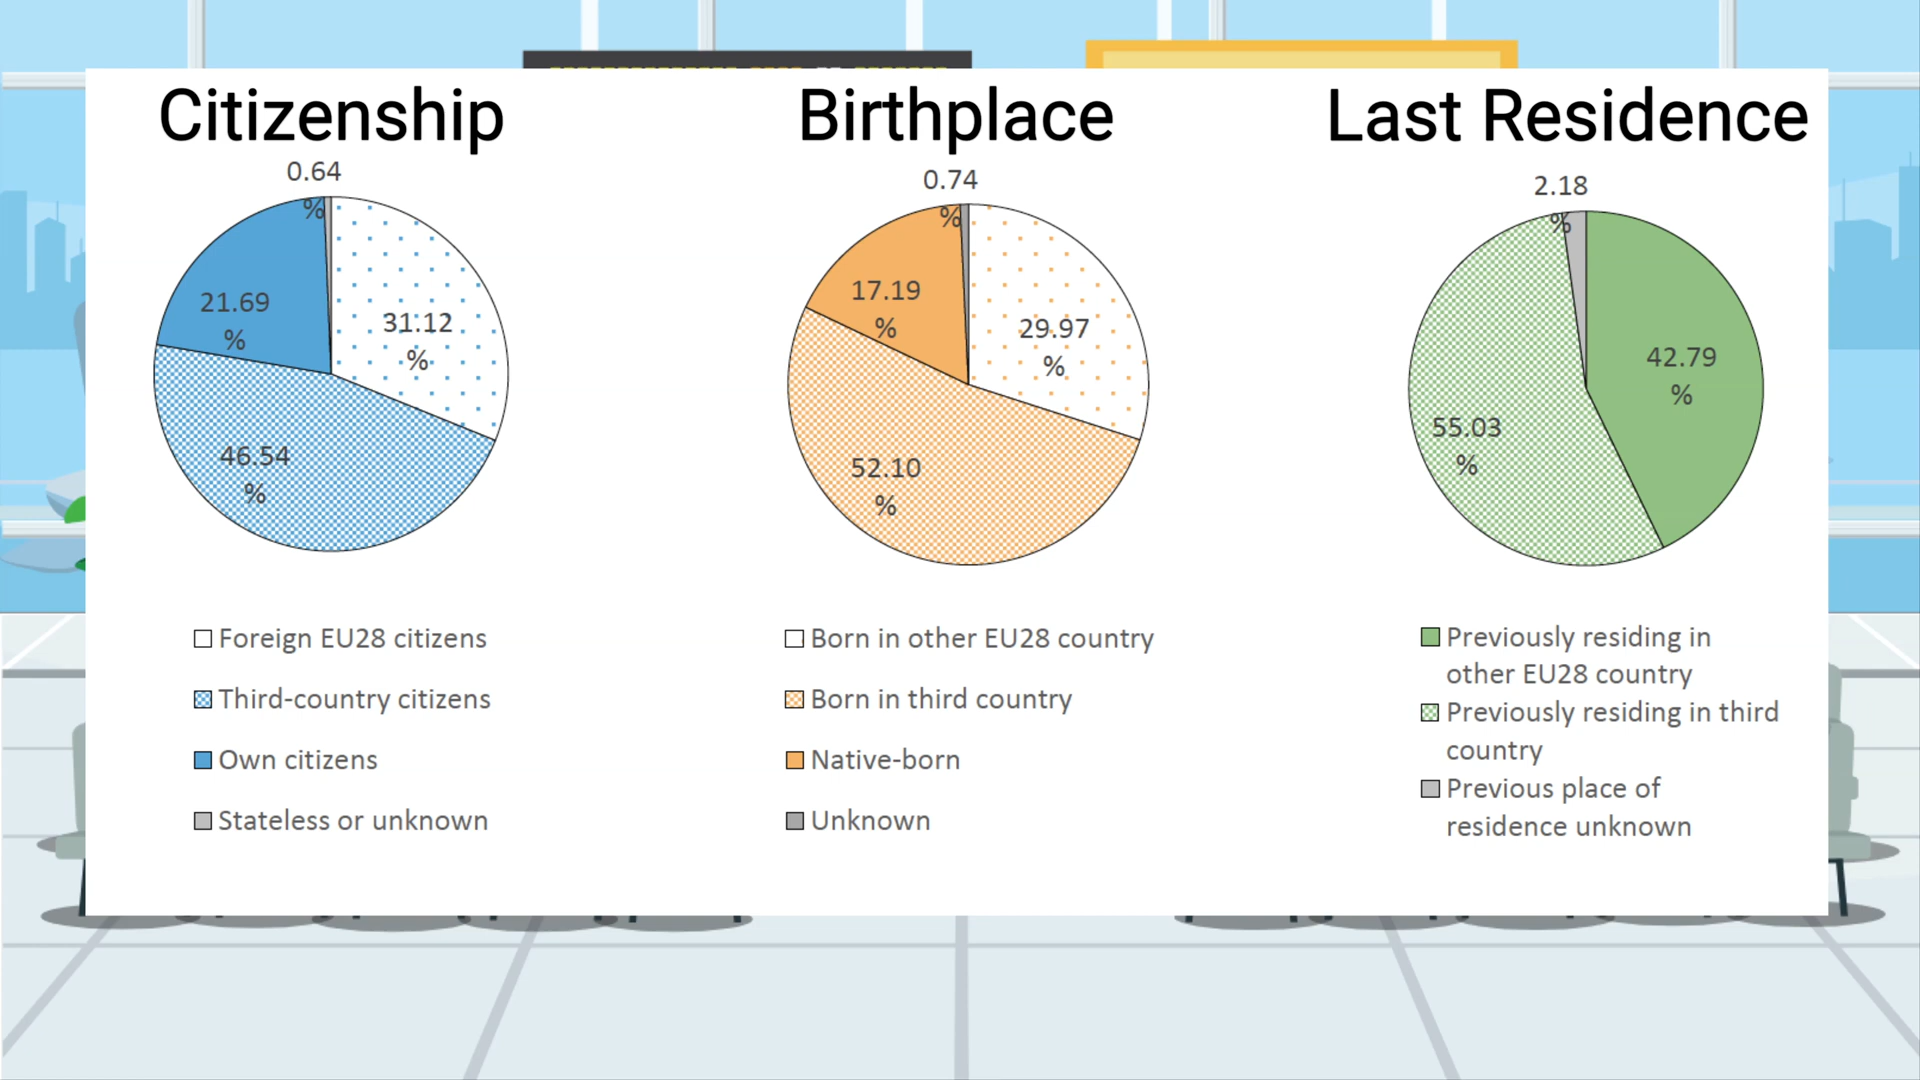 Citizenship
0.64
%
21.69
%
31.12
%
46.54
%
Foreign EU28 citizens
Third-country citizens
Own citizens
Stateless or unknown
Birthplace
0.74
%
17.19
%
29.97
%
52.10
%
Born in other EU28 country
Born in third country
Native-born
Unknown
Last Residence
2.18
%
42.79
%
55.03
%
Previously residing in
other EU28 country
Previously residing in third
country
Previous place of
residence unknown